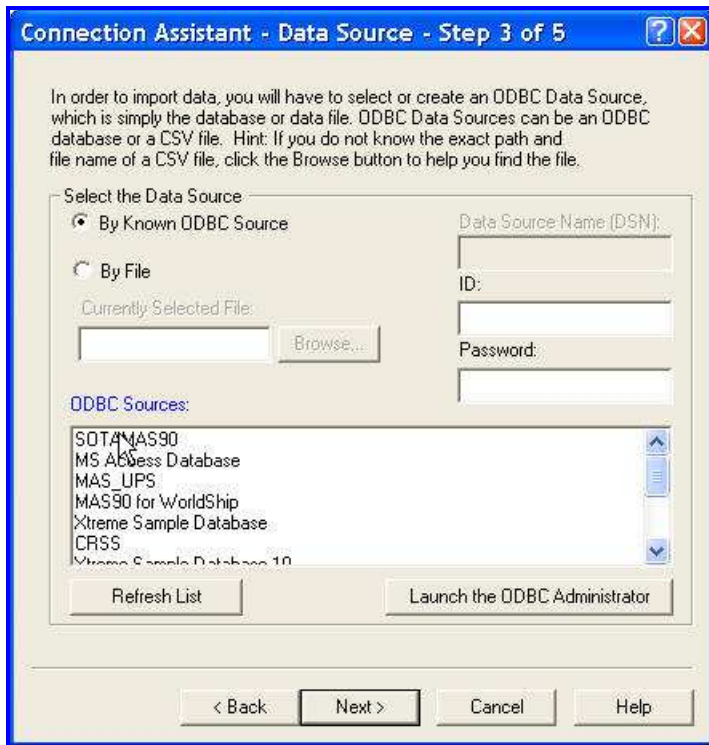 Connection Assistant - Data Source - Step 3 of 5
In order to import data, you will have to select or create an ODBC Data Source,
which is simply the database or data file. ODBC Data Sources can be an ODBC
database or a CSV file. Hint: If you do not know the exact path and
file name of a CSV file, click the Browse button to help you find the file.
Select the Data Source
By Known ODBC Source
By File
Currently Selected File:
Browse...
Data Source Name (DSN):
ID:
Password:
ODBC Sources:
SOTAMAS90
MS Access Database
MAS_UPS
MAS90 for WorldShip
Xtreme Sample Database
CRSS
Xtreme Sample Database 10
Refresh List
Launch the ODBC Administrator
< Back
Next >
Cancel
Help